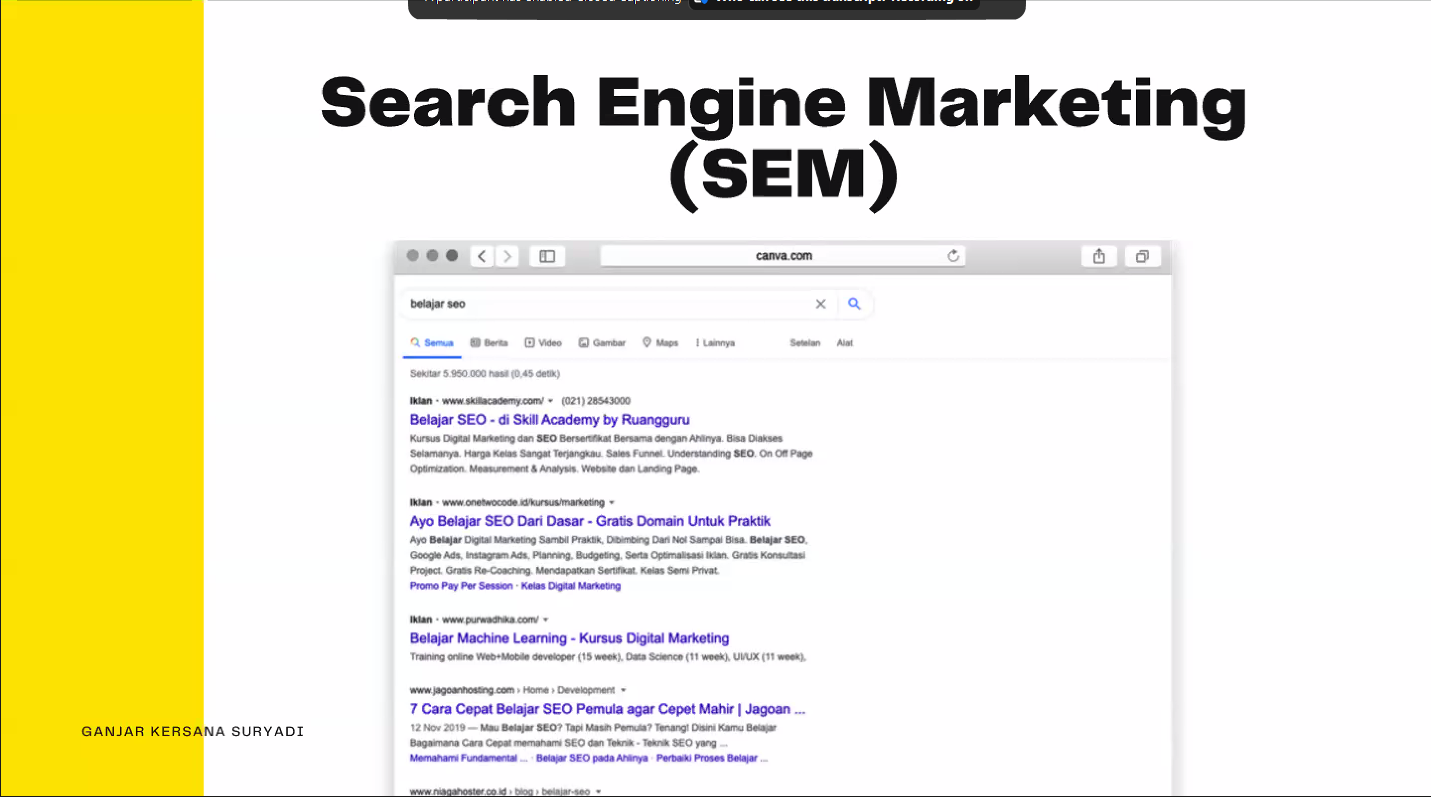 Search Engine Marketing
(SEM)
canva.com
belajar seo
Semua Berita Video Gambar Maps Lainnya Setelan Alat
Sekitar 5.950.000 hasil (0,45 detik)
Iklan · www.skillacademy.com/ (021) 28543000
Belajar SEO - di Skill Academy by Ruangguru
Kursus Digital Marketing dan SEO Bersertifikat Bersama dengan Ahlinya. Bisa Diakses
Selamanya. Harga Kelas Sangat Terjangkau. Sales Funnel. Understanding SEO. On Off Page
Optimization. Measurement & Analysis. Website dan Landing Page.
Iklan · www.onetwocode.id/kursus/marketing
Ayo Belajar SEO Dari Dasar - Gratis Domain Untuk Praktik
Ayo Belajar Digital Marketing Sambil Praktik, Dibimbing Dari Nol Sampai Bisa. Belajar SEO,
Google Ads, Instagram Ads, Planning, Budgeting, Serta Optimalisasi Iklan. Gratis Konsultasi
Project. Gratis Re-Coaching. Mendapatkan Sertifikat. Kelas Semi Privat.
Promo Pay Per Session · Kelas Digital Marketing
Iklan · www.purwadhika.com/
Belajar Machine Learning - Kursus Digital Marketing
Training online Web+Mobile developer (15 week), Data Science (11 week), UI/UX (11 week),
www.jagoanhosting.com › Home › Development
7 Cara Cepat Belajar SEO Pemula agar Cepet Mahir | Jagoan ...
12 Nov 2019 — Mau Belajar SEO? Tapi Masih Pemula? Tenang! Disini Kamu Belajar
Bagaimana Cara Cepat memahami SEO dan Teknik - Teknik SEO yang ...
Memahami Fundamental ... · Belajar SEO pada Ahlinya · Perbaiki Proses Belajar ...
www.niagahoster.co.id › blog › belajar-seo
GANJAR KERSANA SURYADI